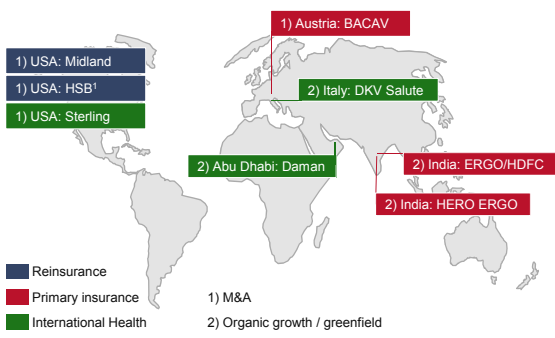 1) Austria: BACAV
1) USA: Midland
1) USA: HSB¹
2) Italy: DKV Salute
1) USA: Sterling
2) Abu Dhabi: Daman
2) India: ERGO/HDFC
2) India: HERO ERGO
Reinsurance
Primary insurance
1) M&A
International Health
2) Organic growth / greenfield